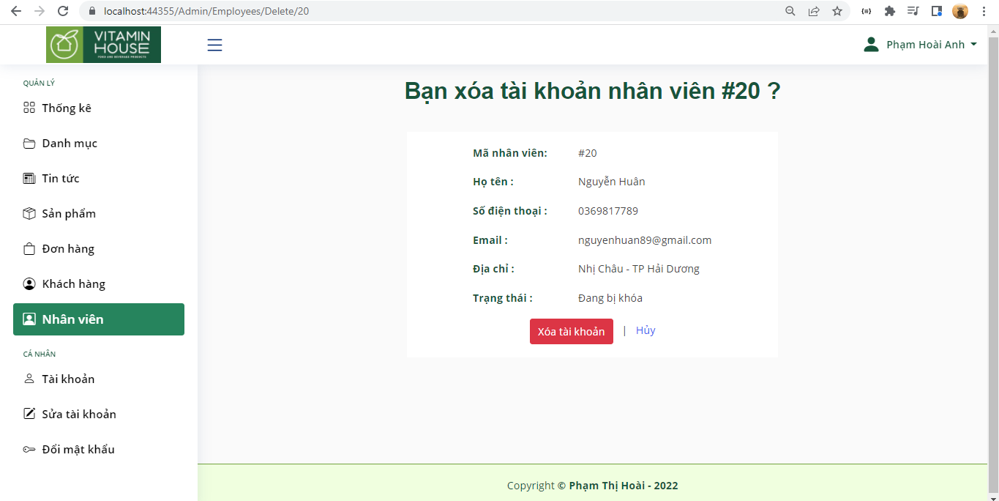 localhost:44355/Admin/Employees/Delete/20
VITAMIN
HOUSE
FOOD AND BEVERAGE PRODUCTS
Phạm Hoài Anh
QUẢN LÝ
Thống kê
Danh mục
Tin tức
Sản phẩm
Đơn hàng
Khách hàng
Nhân viên
CÁ NHÂN
Tài khoản
Sửa tài khoản
Đổi mật khẩu
Bạn xóa tài khoản nhân viên #20 ?
Mã nhân viên: #20
Họ tên : Nguyễn Huân
Số điện thoại : 0369817789
Email : nguyenhuan89@gmail.com
Địa chỉ : Nhị Châu - TP Hải Dương
Trạng thái : Đang bị khóa
Xóa tài khoản | Hủy
Copyright © Phạm Thị Hoài - 2022